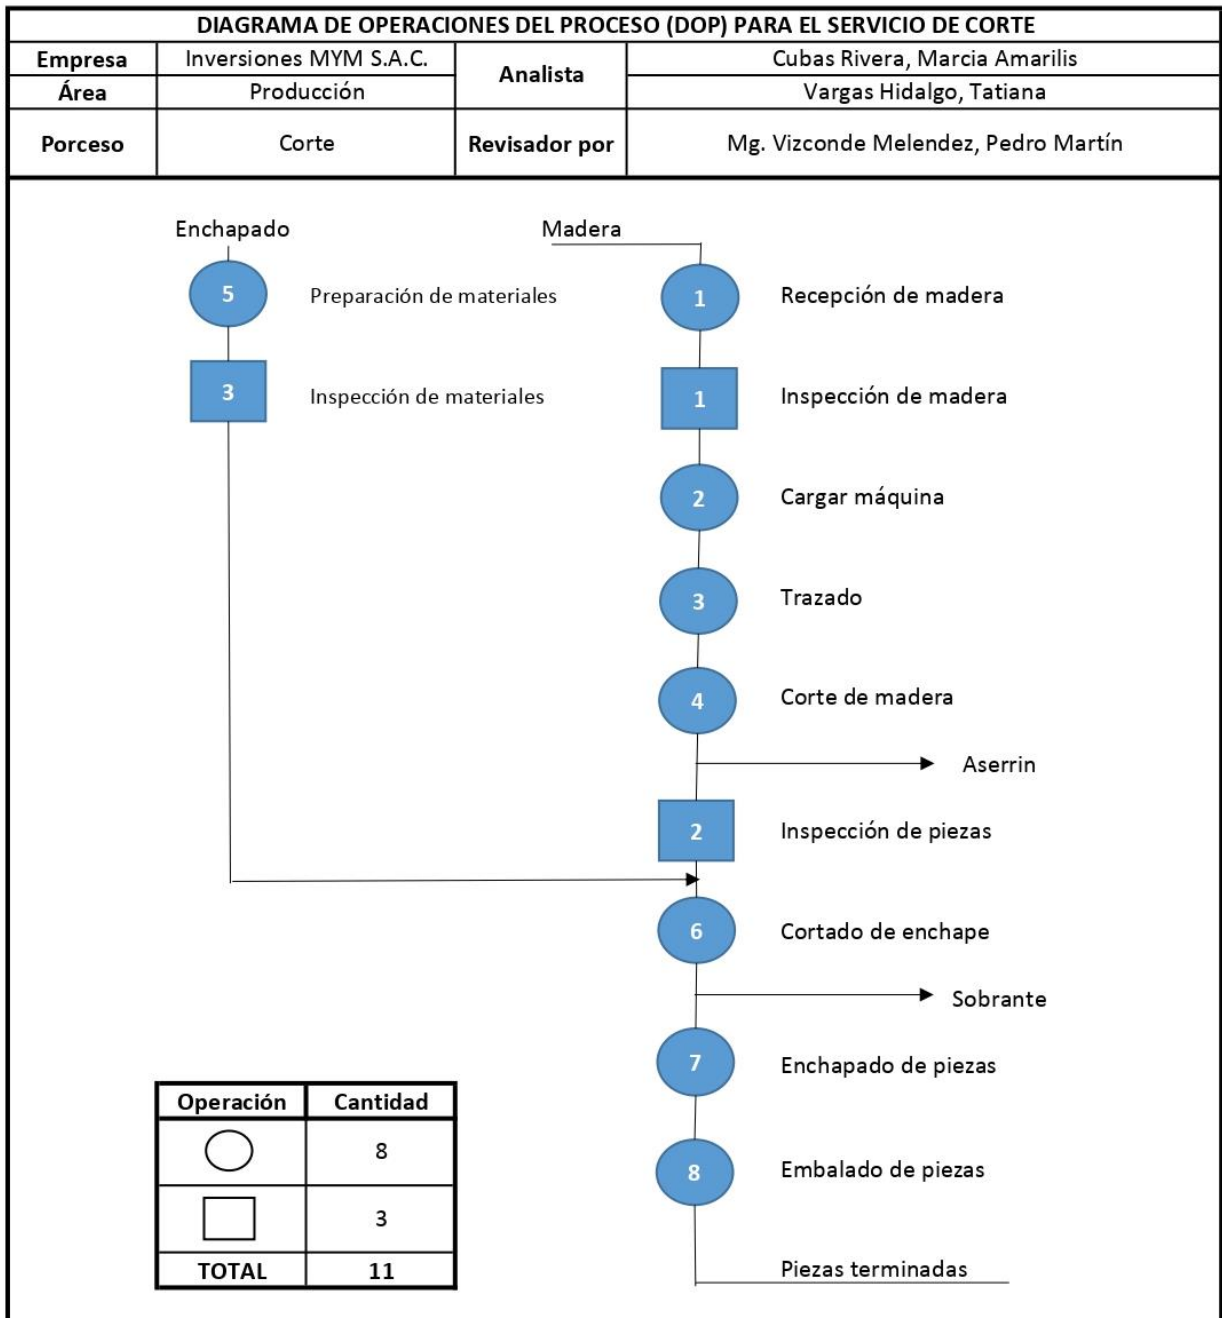 DIAGRAMA DE OPERACIONES DEL PROCESO (DOP) PARA EL SERVICIO DE CORTE
Empresa Inversiones MYM S.A.C. Analista Cubas Rivera, Marcia Amarilis
Área Producción Vargas Hidalgo, Tatiana
Porceso Corte Revisador por Mg. Vizconde Melendez, Pedro Martín
Enchapado Madera
5 Preparación de materiales 1 Recepción de madera
3 Inspección de materiales 1 Inspección de madera
2 Cargar máquina
3 Trazado
4 Corte de madera
Aserrin
2 Inspección de piezas
6 Cortado de enchape
Sobrante
7 Enchapado de piezas
Operación Cantidad
8
8 Embalado de piezas
3
TOTAL 11
Piezas terminadas